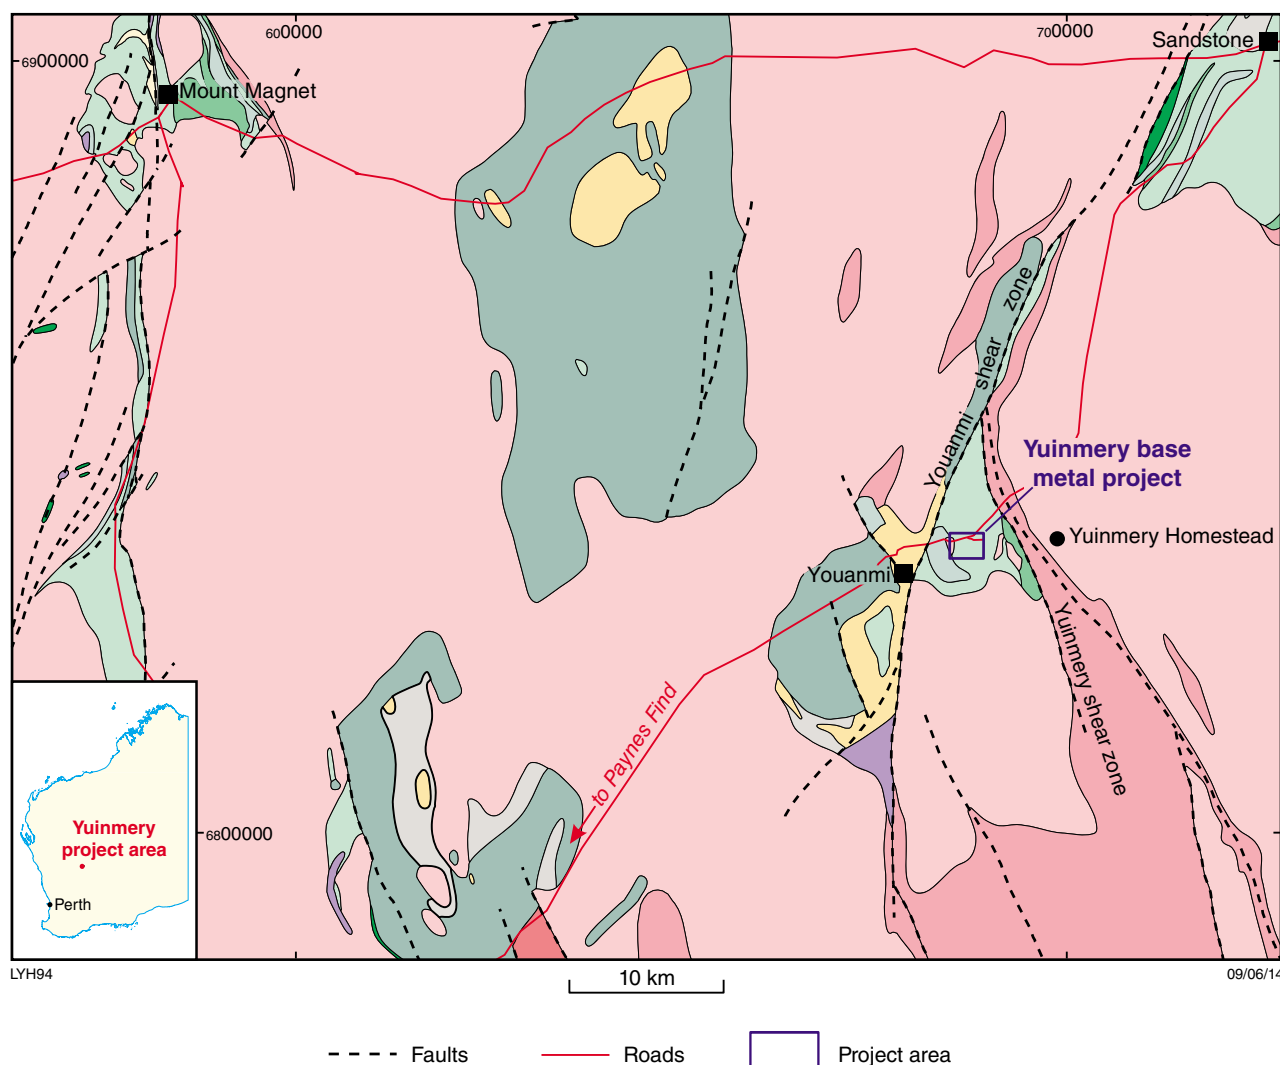 600000
700000
6900000
Sandstone
Mount Magnet
Youanmi shear zone
Yuinmery base
metal project
Yuinmery Homestead
Youanmi
Yuinmery shear zone
to Paynes Find
6800000
Yuinmery
project area
Perth
LYH94
10 km
09/06/14
Faults
Roads
Project area